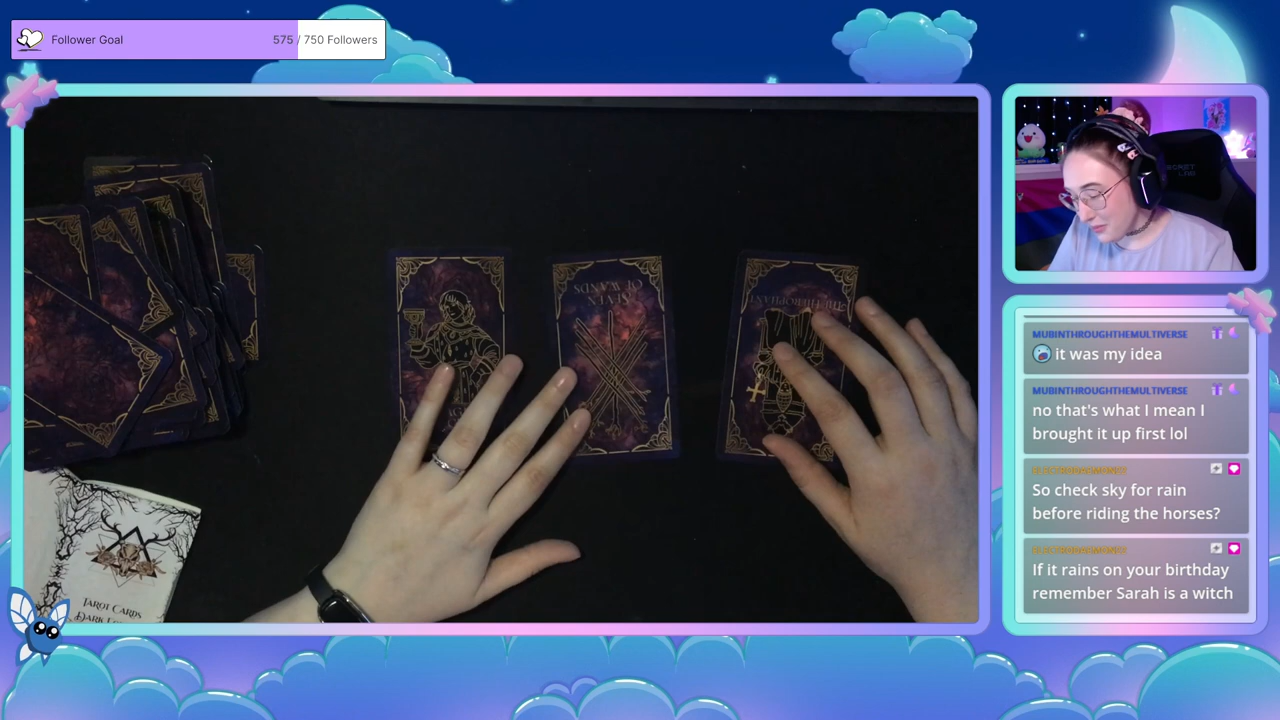 Follower Goal
575 / 750 Followers
SEVEN
OF WANDS
THE HIEROPHANT
TAROT CARDS
SECRET
LAB
MUBINTHROUGHTHEMULTIVERSE
it was my idea
MUBINTHROUGHTHEMULTIVERSE
no that's what I mean I
brought it up first lol
So check sky for rain
before riding the horses?
If it rains on your birthday
remember Sarah is a witch